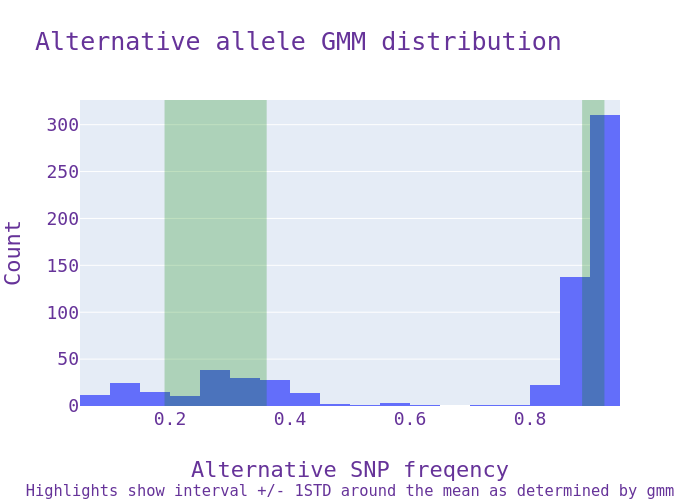 Alternative allele GMM distribution
300
250
200
150
100
50
0
Count
0.2 0.4 0.6 0.8
Alternative SNP freqency
Highlights show interval +/- 1STD around the mean as determined by gmm